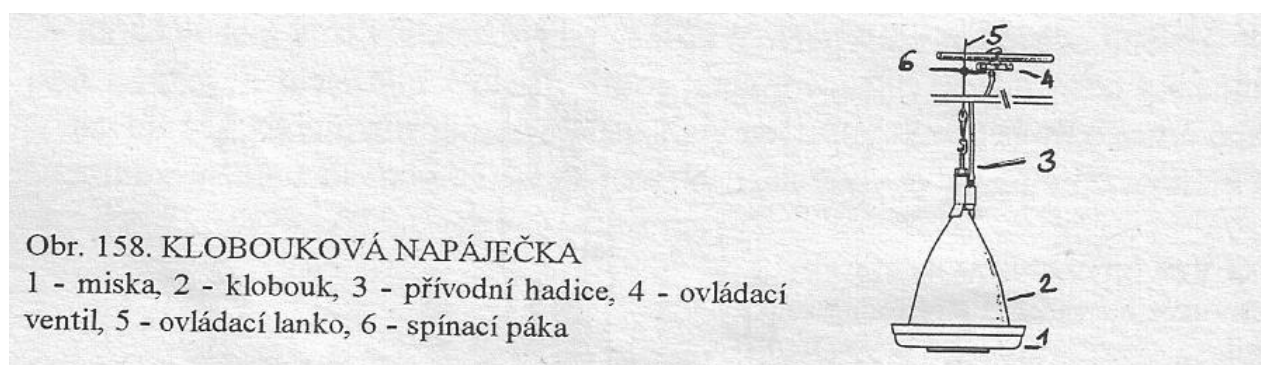 5
6
4
3
Obr. 158. KLOBOUKOVÁ NAPÁJEČKA
1 - miska, 2 - klobouk, 3 - přívodní hadice, 4 - ovládací
ventil, 5 - ovládací lanko, 6 - spínací páka
2
1